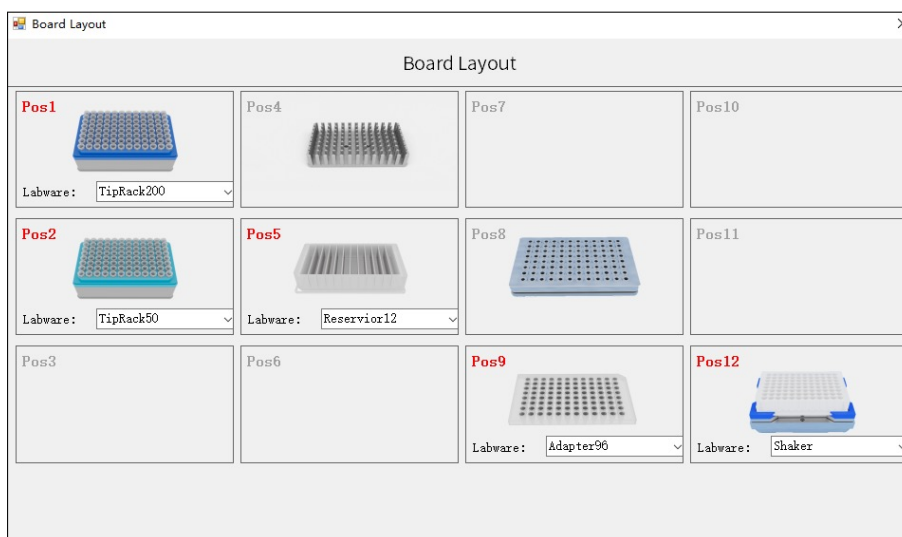 Board Layout
Board Layout
Pos1
Labware: TipRack200
Pos4
Pos7
Pos10
Pos2
Labware: TipRack50
Pos5
Labware: Reservior12
Pos8
Pos11
Pos3
Pos6
Pos9
Labware: Adapter96
Pos12
Labware: Shaker